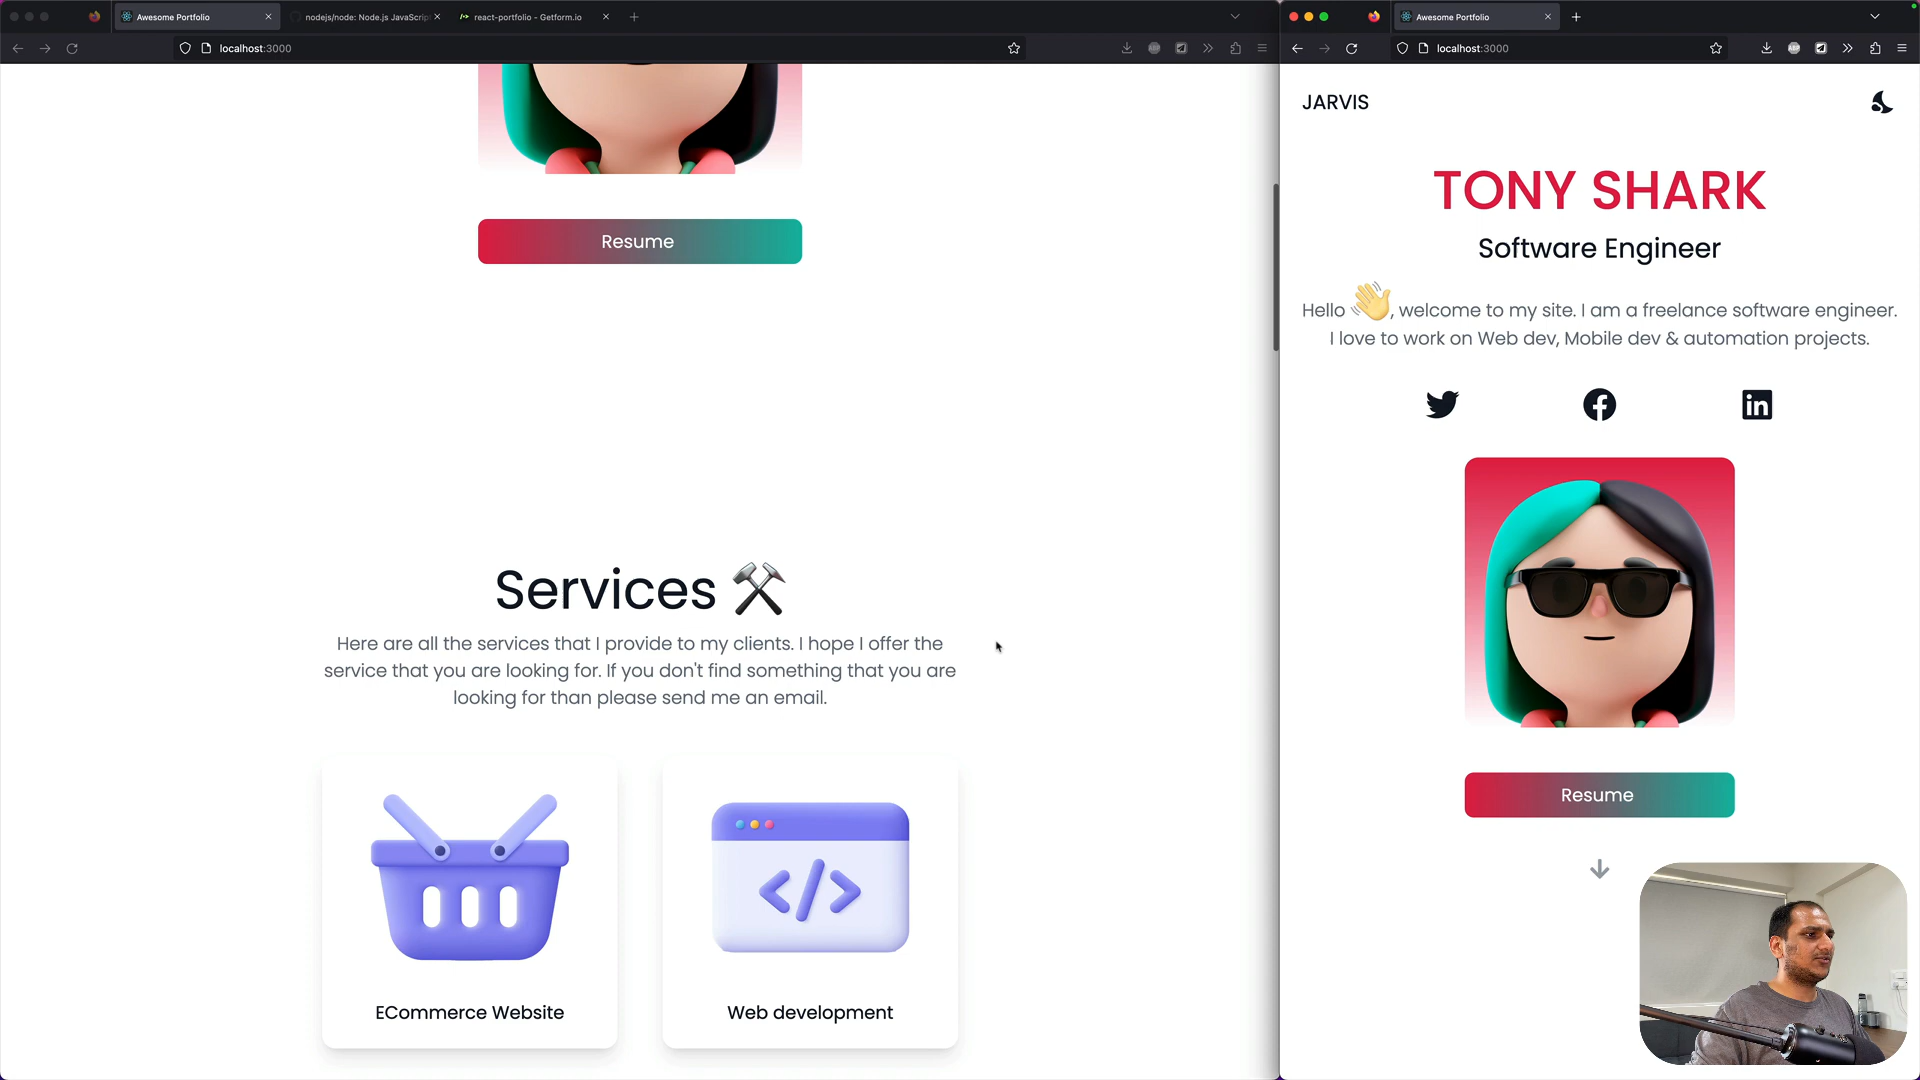 Awesome Portfolio
nodejs/node: Node.js JavaScrip
react-portfolio - Getform.io
localhost:3000
Resume
Services
Here are all the services that I provide to my clients. I hope I offer the
service that you are looking for. If you don't find something that you are
looking for than please send me an email.
ECommerce Website
Web development
Awesome Portfolio
localhost:3000
JARVIS
TONY SHARK
Software Engineer
Hello 👋, welcome to my site. I am a freelance software engineer.
I love to work on Web dev, Mobile dev & automation projects.
Resume